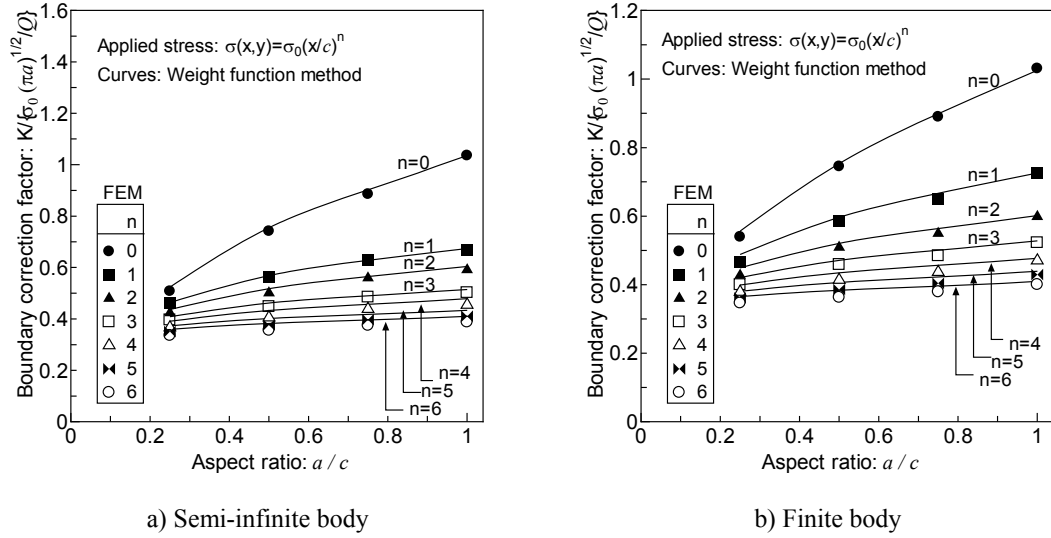 1.6
1.4
1.2
1
0.8
0.6
0.4
0.2
0
Boundary correction factor: K/{σ₀ (πa)^1/2/Q}
Applied stress: σ(x,y)=σ₀(x/c)^n
Curves: Weight function method
n=0
n=1
n=2
n=3
n=4
n=5
n=6
FEM
n
0
1
2
3
4
5
6
0 0.2 0.4 0.6 0.8 1
Aspect ratio: a / c
a) Semi-infinite body
1.2
1
0.8
0.6
0.4
0.2
0
Boundary correction factor: K/{σ₀ (πa)^1/2/Q}
Applied stress: σ(x,y)=σ₀(x/c)^n
Curves: Weight function method
n=0
n=1
n=2
n=3
n=4
n=5
n=6
FEM
n
0
1
2
3
4
5
6
0 0.2 0.4 0.6 0.8 1
Aspect ratio: a / c
b) Finite body